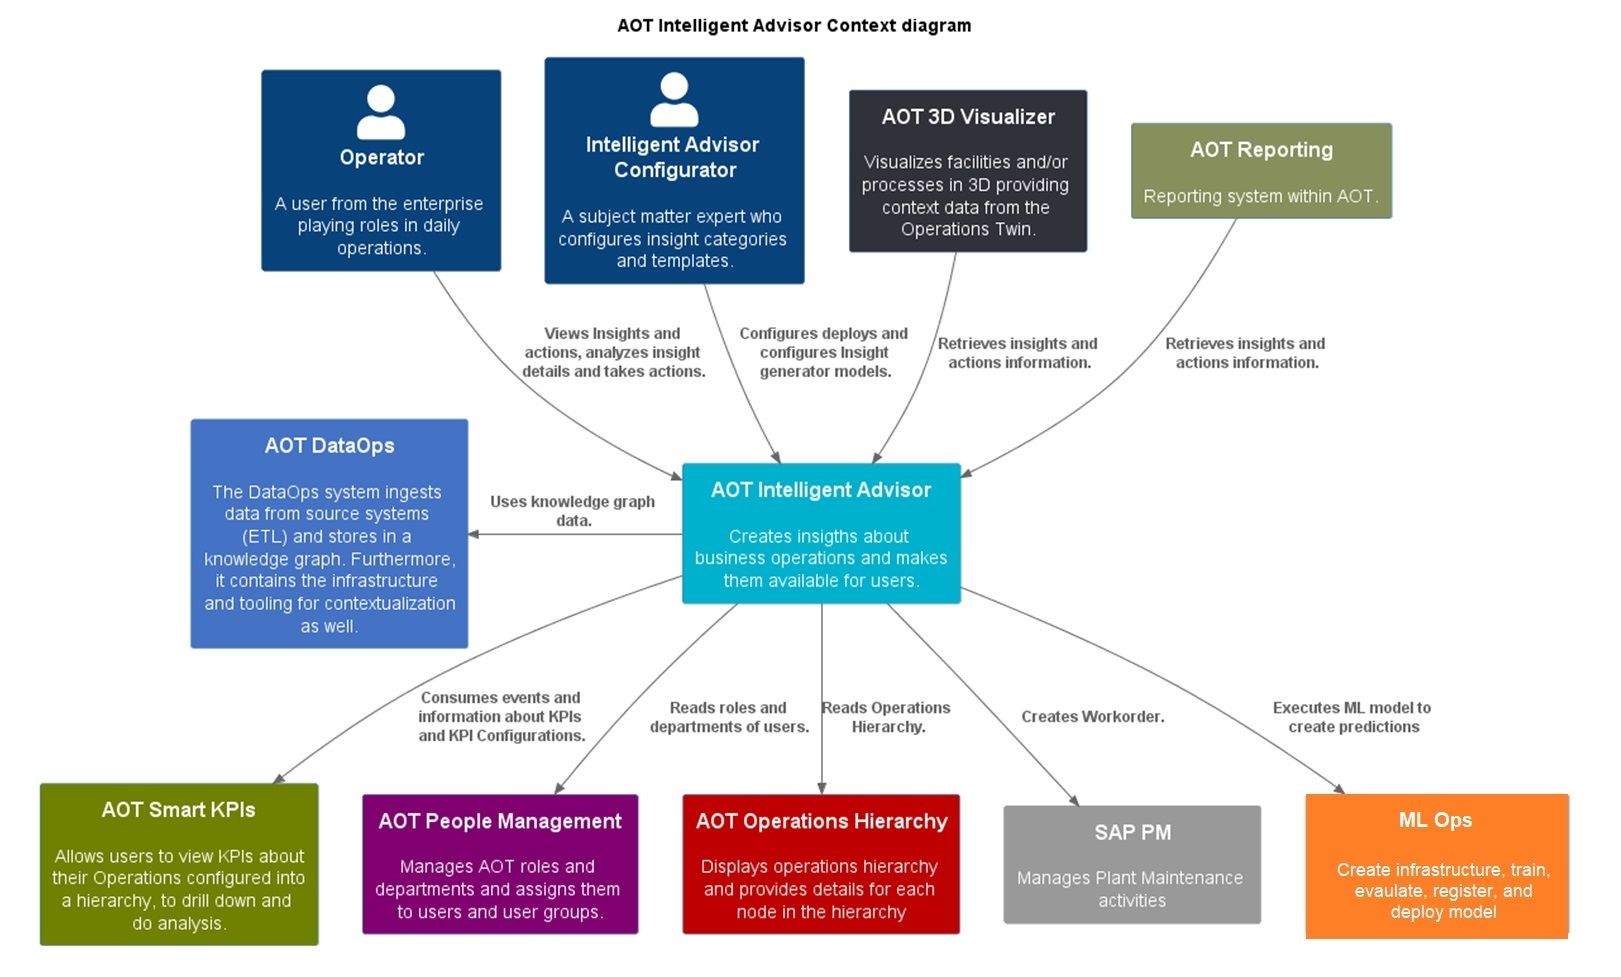 AOT Intelligent Advisor Context diagram
Operator
A user from the enterprise
playing roles in daily
operations.
Intelligent Advisor
Configurator
A subject matter expert who
configures insight categories
and templates.
AOT 3D Visualizer
Visualizes facilities and/or
processes in 3D providing
context data from the
Operations Twin.
AOT Reporting
Reporting system within AOT.
Views Insights and
actions, analyzes insight
details and takes actions.
Configures deploys and
configures Insight
generator models.
Retrieves insights and
actions information.
Retrieves insights and
actions information.
AOT DataOps
The DataOps system ingests
data from source systems
(ETL) and stores in a
knowledge graph. Furthermore,
it contains the infrastructure
and tooling for contextualization
as well.
Uses knowledge graph
data.
AOT Intelligent Advisor
Creates insigths about
business operations and makes
them available for users.
Consumes events and
information about KPIs
and KPI Configurations.
Reads roles and
departments of users.
Reads Operations
Hierarchy.
Creates Workorder.
Executes ML model to
create predictions
AOT Smart KPIs
Allows users to view KPIs about
their Operations configured into
a hierarchy, to drill down and
do analysis.
AOT People Management
Manages AOT roles and
departments and assigns them
to users and user groups.
AOT Operations Hierarchy
Displays operations hierarchy
and provides details for each
node in the hierarchy
SAP PM
Manages Plant Maintenance
activities
ML Ops
Create infrastructure, train,
evaulate, register, and
deploy model